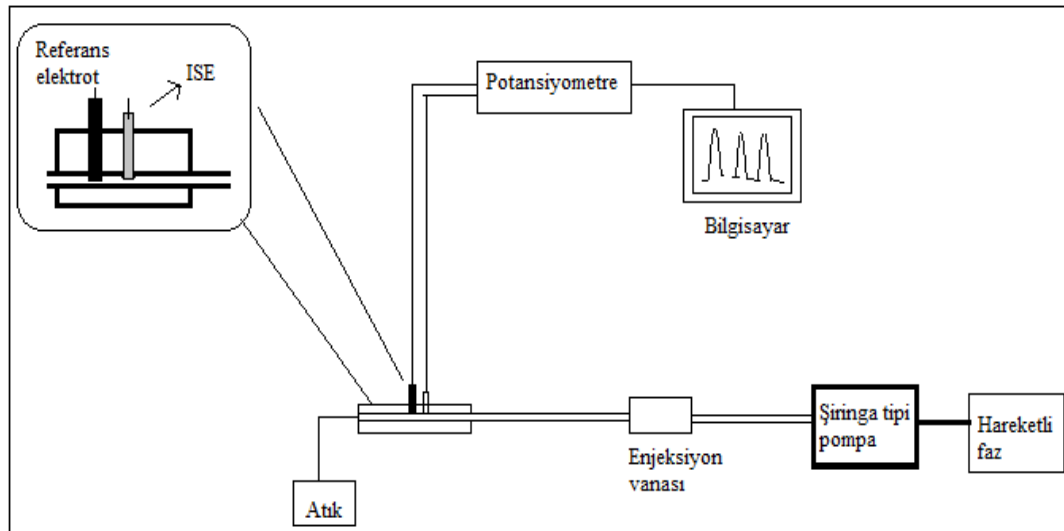 Referans
elektrot
ISE
Potansiyometre
Bilgisayar
Enjeksiyon
vanası
Şiringa tipi
pompa
Hareketli
faz
Atık